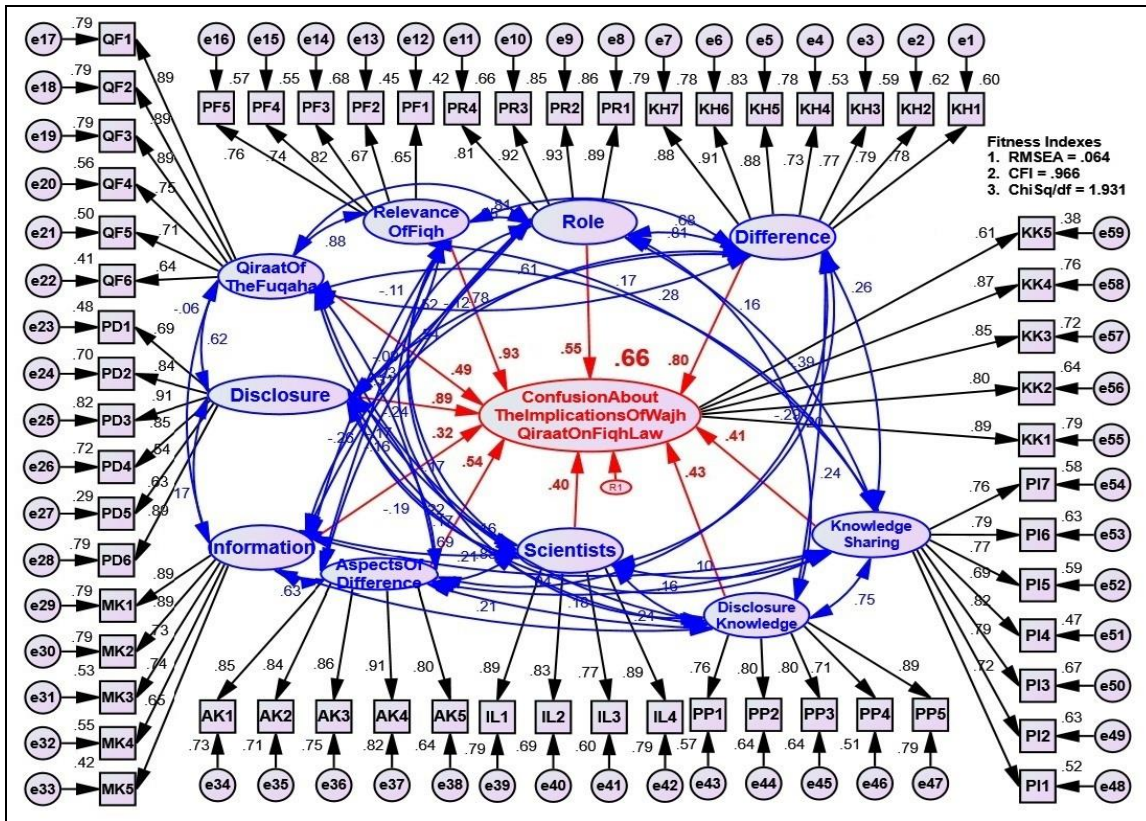 .79
e17
QF1
.79
e18
QF2
.79
e19
QF3
.56
e20
QF4
.50
e21
QF5
.41
e22
QF6
.48
e23
PD1
.70
e24
PD2
.82
e25
PD3
.72
e26
PD4
.29
e27
PD5
.79
e28
PD6
.79
e29
MK1
.79
e30
MK2
.53
e31
MK3
.55
e32
MK4
.42
e33
MK5
e16 e15 e14 e13 e12 e11 e10 e9 e8 e7 e6 e5 e4 e3 e2 e1
.57 .55 .68 .45 .42 .66 .85 .86 .79 .78 .83 .78 .53 .59 .62 .60
PF5 PF4 PF3 PF2 PF1 PR4 PR3 PR2 PR1 KH7 KH6 KH5 KH4 KH3 KH2 KH1
.76 .74 .82 .67 .65 .81 .92 .93 .89 .88 .91 .88 .73 .77 .79 .78
Fitness Indexes
1. RMSEA = .064
2. CFI = .966
3. ChiSq/df = 1.931
.89
.89
.89
.75
.71
.64
.69
.84
.91
.85
.54
.63
.89
.89
.89
.73
.74
.65
Relevance
OfFiqh
Role
Difference
QiraatOf
TheFuqaha
Disclosure
Information
AspectsOf
Difference
Scientists
Disclosure
Knowledge
Knowledge
Sharing
.66
ConfusionAbout
TheImplicationsOfWajh
QiraatOnFiqhLaw
R1
.49
.93
.55
.80
.89
.32
.54
.40
.43
.41
.88
-.06
.62
.17
-.11
.61
.17
.28
.68
.81
.16
.26
.39
.24
.78
-.24
-.19
.63
.21
.21
.10
.16
.18
.24
.75
.61
.87
.85
.80
.89
KK5
.38
e59
KK4
.76
e58
KK3
.72
e57
KK2
.64
e56
KK1
.79
e55
.76
.79
.77
.69
.82
.79
.72
PI7
.58
e54
PI6
.63
e53
PI5
.59
e52
PI4
.47
e51
PI3
.67
e50
PI2
.63
e49
PI1
.52
e48
.85 .84 .86 .91 .80 .89 .83 .77 .89 .76 .80 .80 .71 .89
AK1 AK2 AK3 AK4 AK5 IL1 IL2 IL3 IL4 PP1 PP2 PP3 PP4 PP5
.73 .71 .75 .82 .64 .79 .69 .60 .79 .57 .64 .64 .51 .79
e34 e35 e36 e37 e38 e39 e40 e41 e42 e43 e44 e45 e46 e47